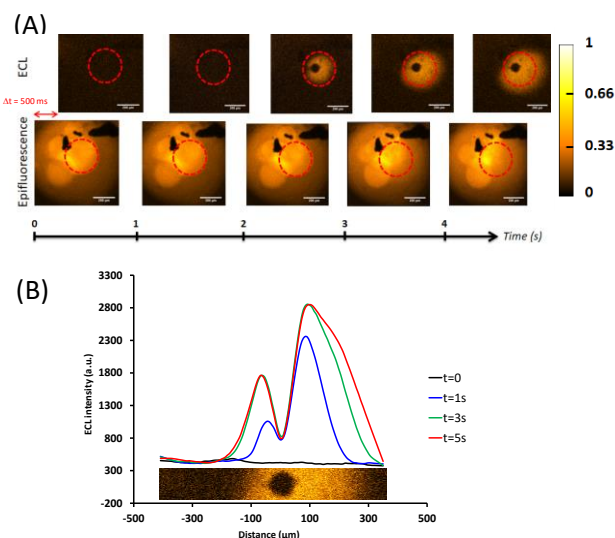 (A)
ECL
Δt = 500 ms
Epifluorescence
1
0.66
0.33
0
0 1 2 3 4 Time (s)
(B)
ECL intensity (a.u.)
3300
2800
2300
1800
1300
800
300
-200
-500 -300 -100 100 300 500
Distance (μm)
t=0
t=1s
t=3s
t=5s